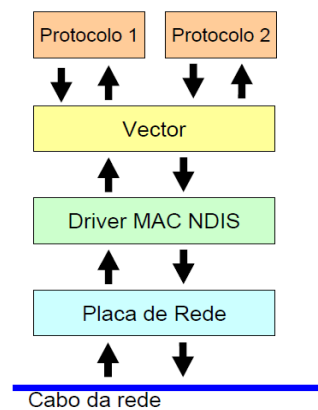 Protocolo 1 Protocolo 2
Vector
Driver MAC NDIS
Placa de Rede
Cabo da rede